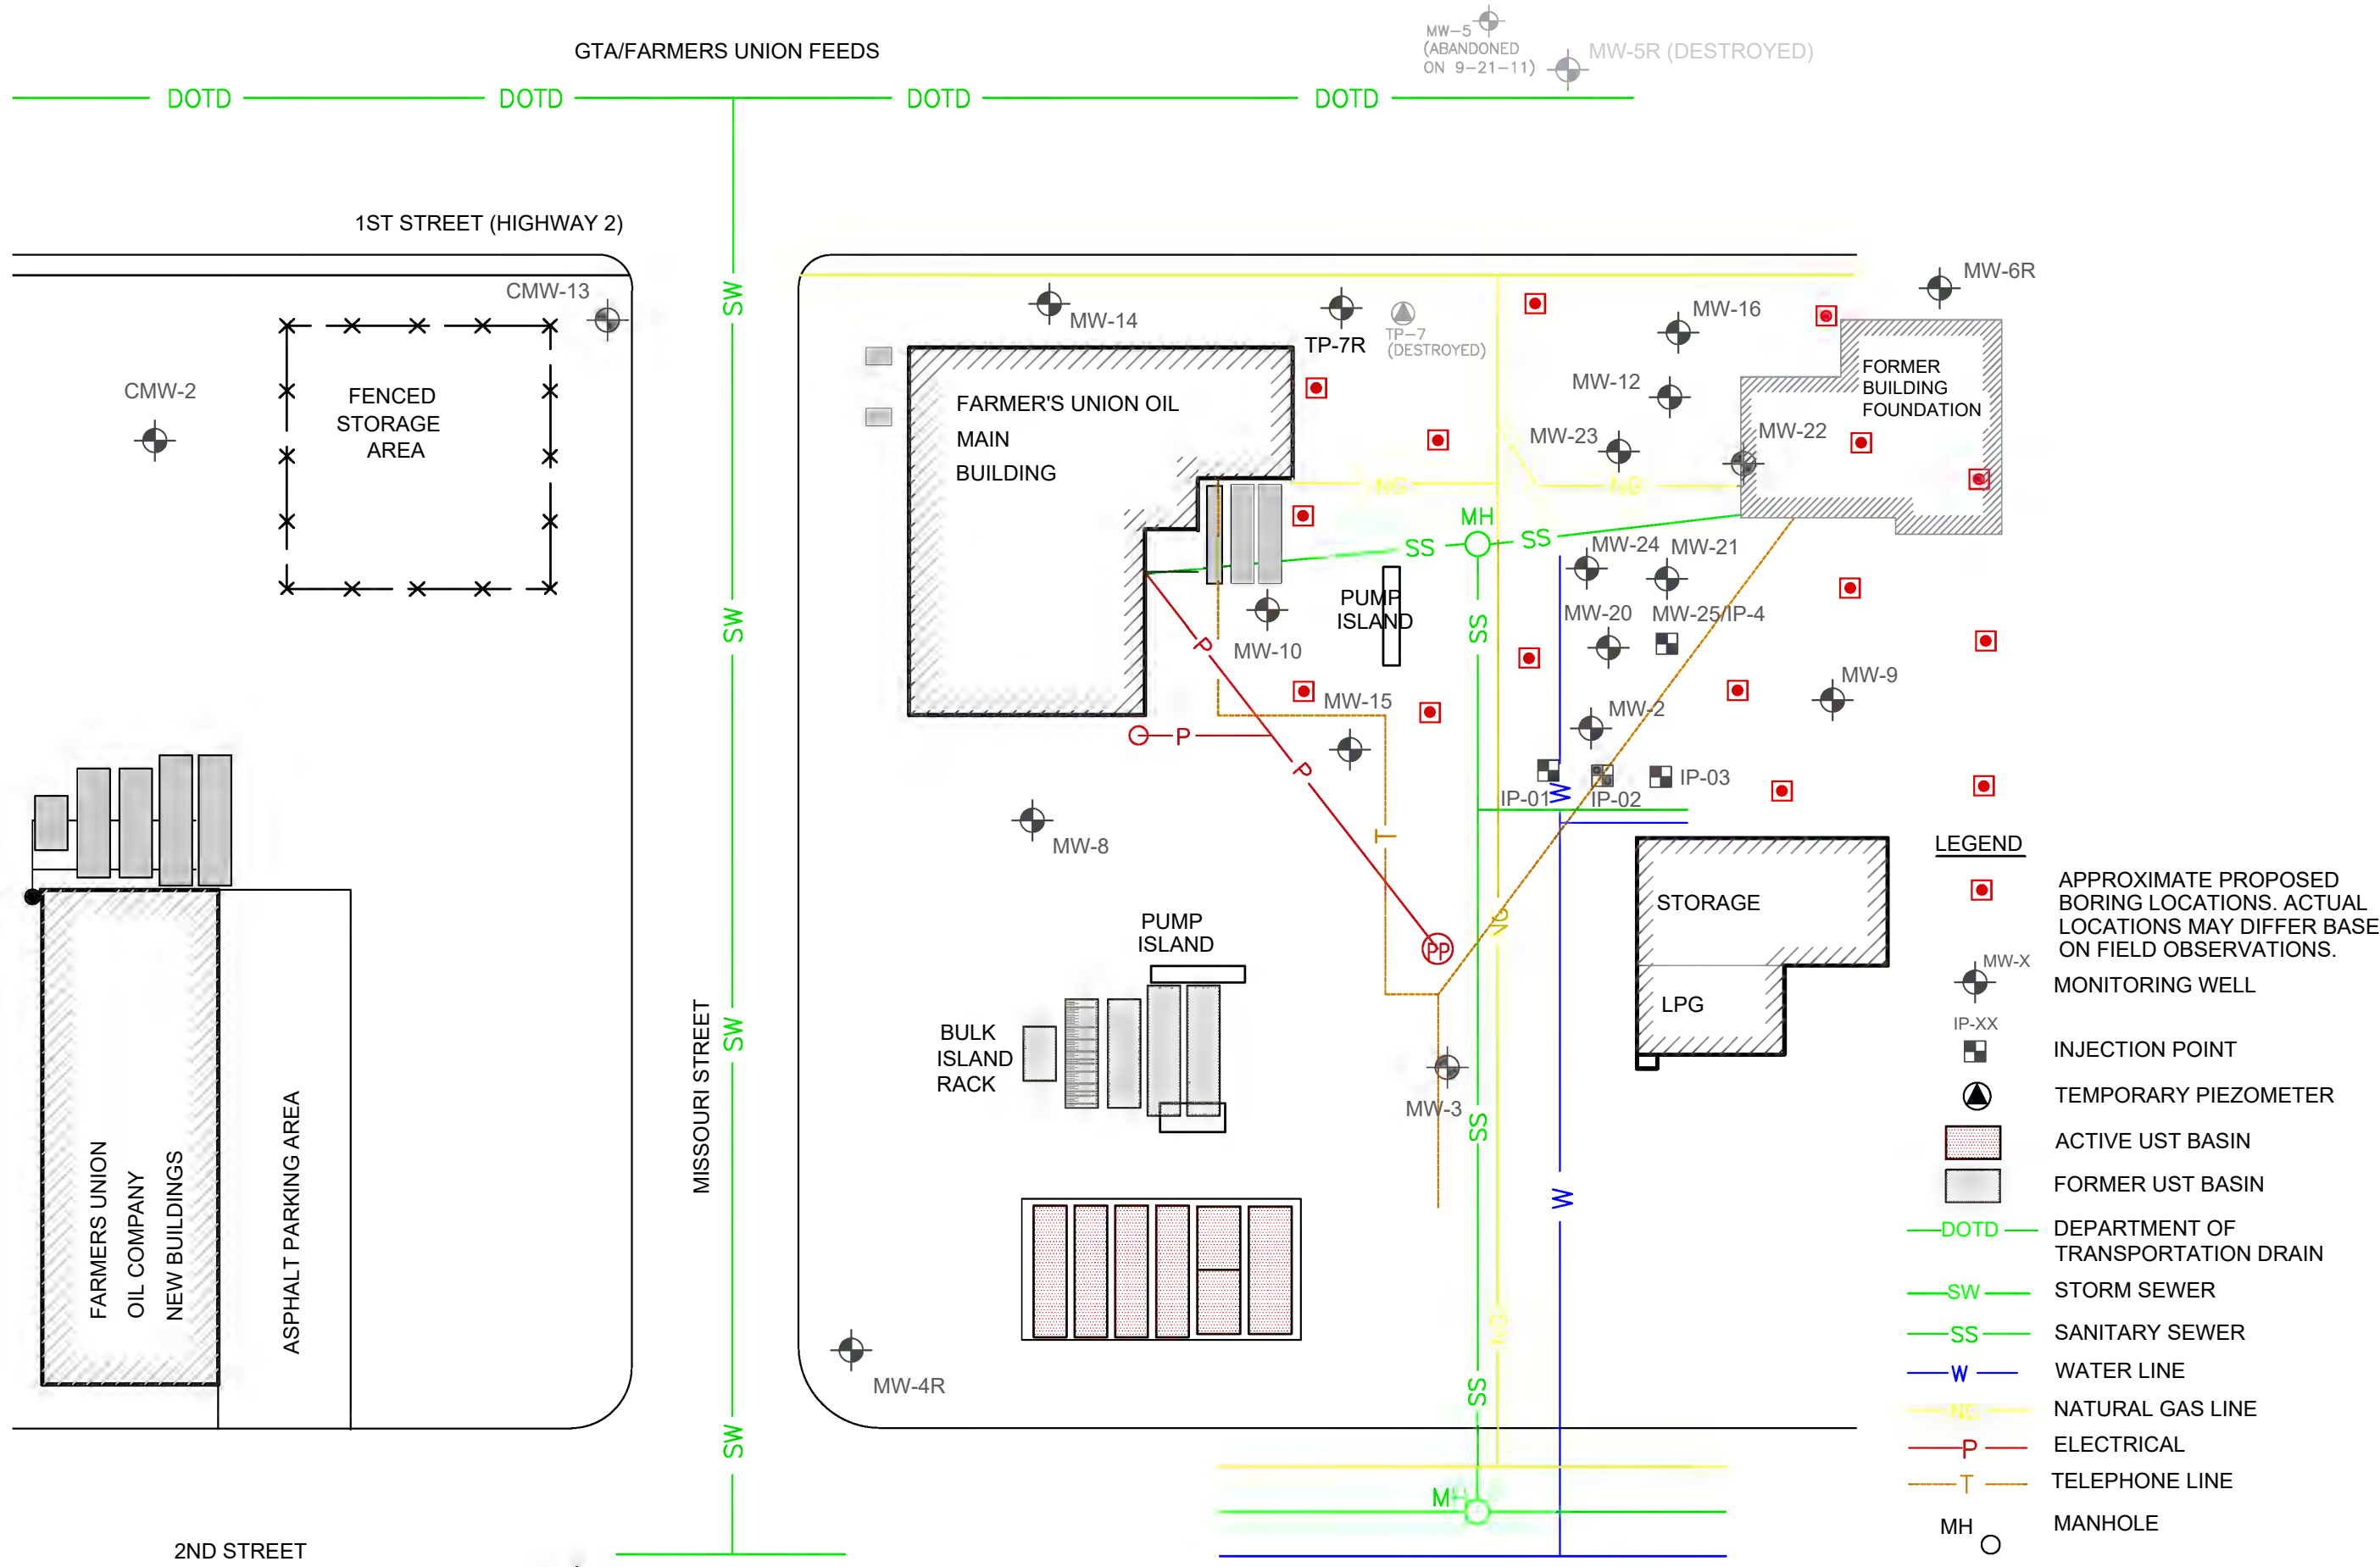 MW-5
(ABANDONED
ON 9-21-11)
MW-5R (DESTROYED)
GTA/FARMERS UNION FEEDS
DOTD
DOTD
DOTD
DOTD
1ST STREET (HIGHWAY 2)
SW
CMW-13
MW-14
TP-7R
TP-7
(DESTROYED)
MW-16
MW-6R
CMW-2
FENCED
STORAGE
AREA
FARMER'S UNION OIL
MAIN
BUILDING
MW-12
MW-23
MW-22
FORMER
BUILDING
FOUNDATION
NG
NG
MH
SS
SS
MW-24
MW-21
SW
PUMP
ISLAND
SS
MW-20
MW-25/IP-4
P
MW-10
MW-15
MW-9
MW-2
P
P
IP-01
W
IP-02
IP-03
T
MW-8
PP
NG
STORAGE
LPG
PUMP
ISLAND
BULK
ISLAND
RACK
MISSOURI STREET
SW
MW-3
SS
W
FARMERS UNION
OIL COMPANY
NEW BUILDINGS
ASPHALT PARKING AREA
NG
MW-4R
SS
SW
MH
2ND STREET
LEGEND
APPROXIMATE PROPOSED
BORING LOCATIONS. ACTUAL
LOCATIONS MAY DIFFER BASE
ON FIELD OBSERVATIONS.
MW-X
MONITORING WELL
IP-XX
INJECTION POINT
TEMPORARY PIEZOMETER
ACTIVE UST BASIN
FORMER UST BASIN
DOTD
DEPARTMENT OF
TRANSPORTATION DRAIN
SW
STORM SEWER
SS
SANITARY SEWER
W
WATER LINE
NG
NATURAL GAS LINE
P
ELECTRICAL
T
TELEPHONE LINE
MH
MANHOLE